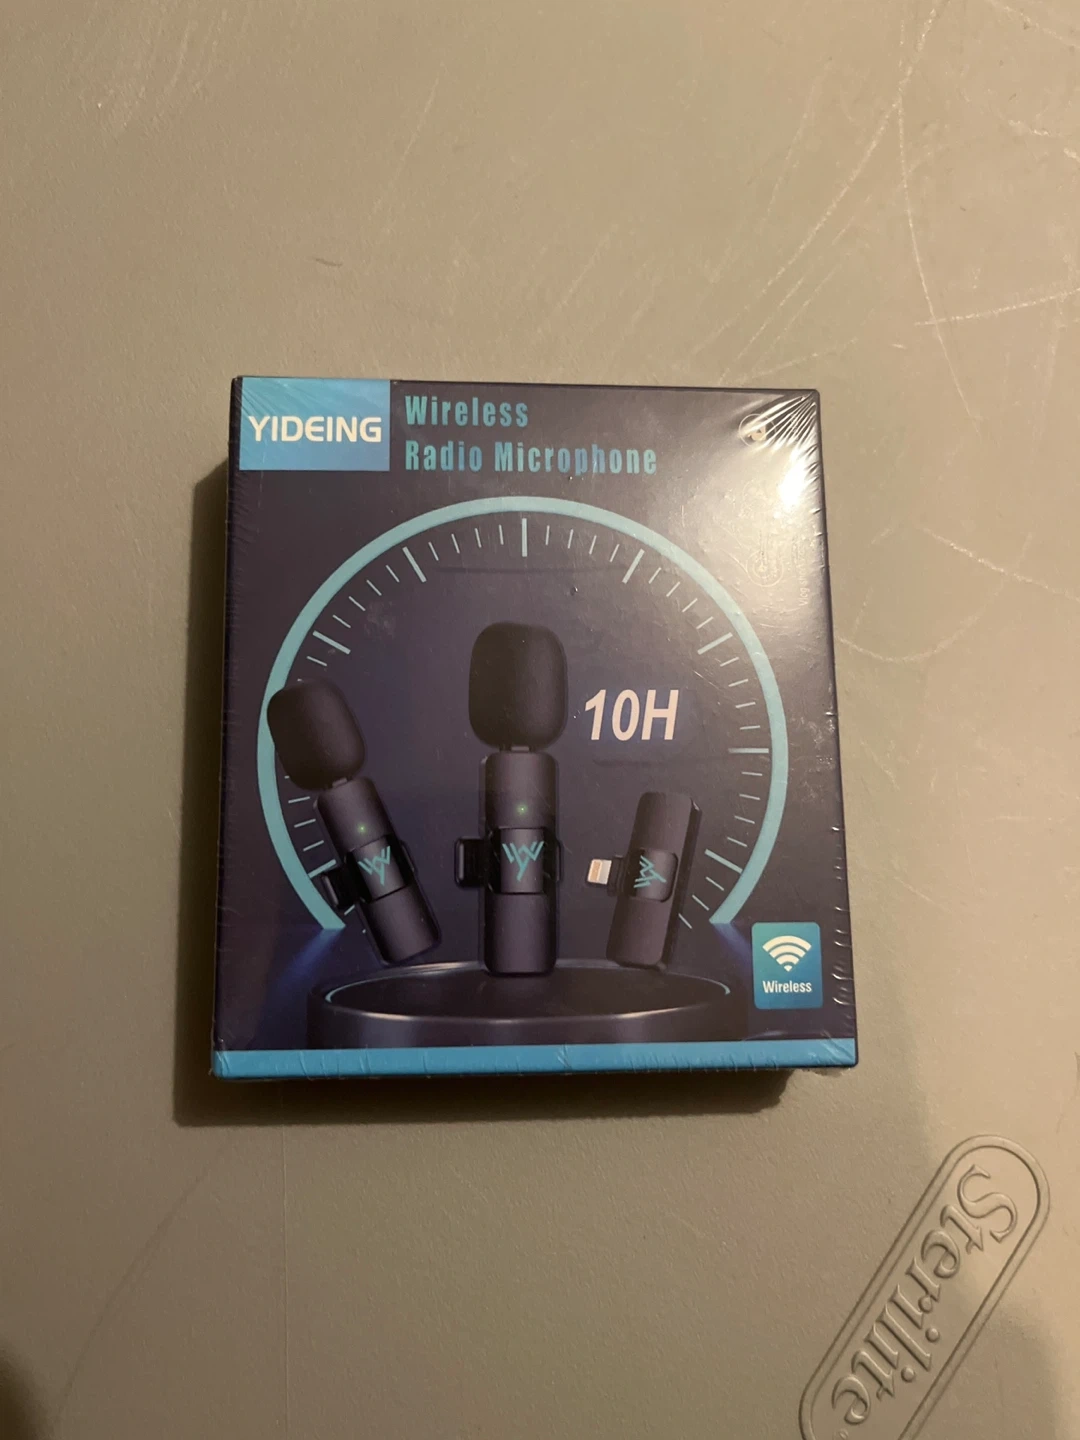 YIDEING
Wireless
Radio Microphone
10H
Wireless
Sterilite